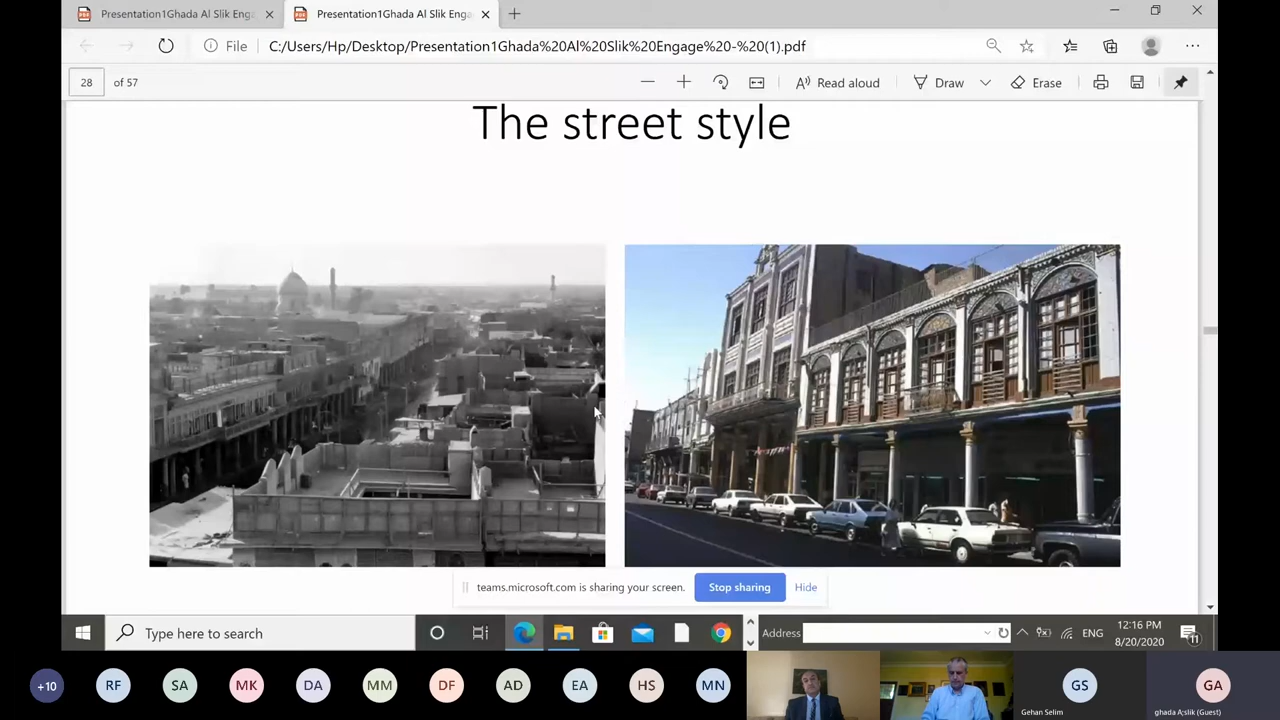 Presentation1Ghada Al Slik Enga
Presentation1Ghada Al Slik Enga
File
C:/Users/Hp/Desktop/Presentation1Ghada%20Al%20Slik%20Engage%20-%20(1).pdf
28 of 57
Read aloud
Draw
Erase
The street style
teams.microsoft.com is sharing your screen.
Stop sharing
Hide
Type here to search
Address
ENG
12:16 PM
8/20/2020
11
+10
RF
SA
MK
DA
MM
DF
AD
EA
HS
MN
GS
GA
Gehan Selim
ghada A;slik (Guest)